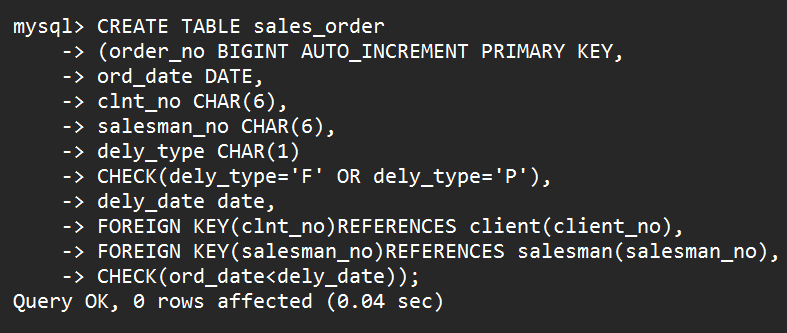 mysql> CREATE TABLE sales_order
    -> (order_no BIGINT AUTO_INCREMENT PRIMARY KEY,
    -> ord_date DATE,
    -> clnt_no CHAR(6),
    -> salesman_no CHAR(6),
    -> dely_type CHAR(1)
    -> CHECK(dely_type='F' OR dely_type='P'),
    -> dely_date date,
    -> FOREIGN KEY(clnt_no)REFERENCES client(client_no),
    -> FOREIGN KEY(salesman_no)REFERENCES salesman(salesman_no),
    -> CHECK(ord_date<dely_date));
Query OK, 0 rows affected (0.04 sec)